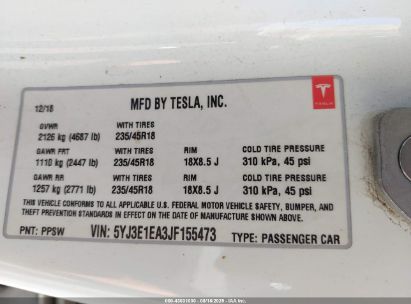 12/18
MFD BY TESLA, INC.
GVWR WITH TIRES
2126 kg (4687 lb) 235/45R18
GAWR FRT WITH TIRES RIM COLD TIRE PRESSURE
1110 kg (2447 lb) 235/45R18 18X8.5 J 310 kPa, 45 psi
GAWR RR WITH TIRES RIM COLD TIRE PRESSURE
1257 kg (2771 lb) 235/45R18 18X8.5 J 310 kPa, 45 psi
THIS VEHICLE CONFORMS TO ALL APPLICABLE U.S. FEDERAL MOTOR VEHICLE SAFETY, BUMPER, AND
THEFT PREVENTION STANDARDS IN EFFECT ON THE DATE OF MANUFACTURE SHOWN ABOVE.
PNT: PPSW VIN: 5YJ3E1EA3JF155473 TYPE: PASSENGER CAR